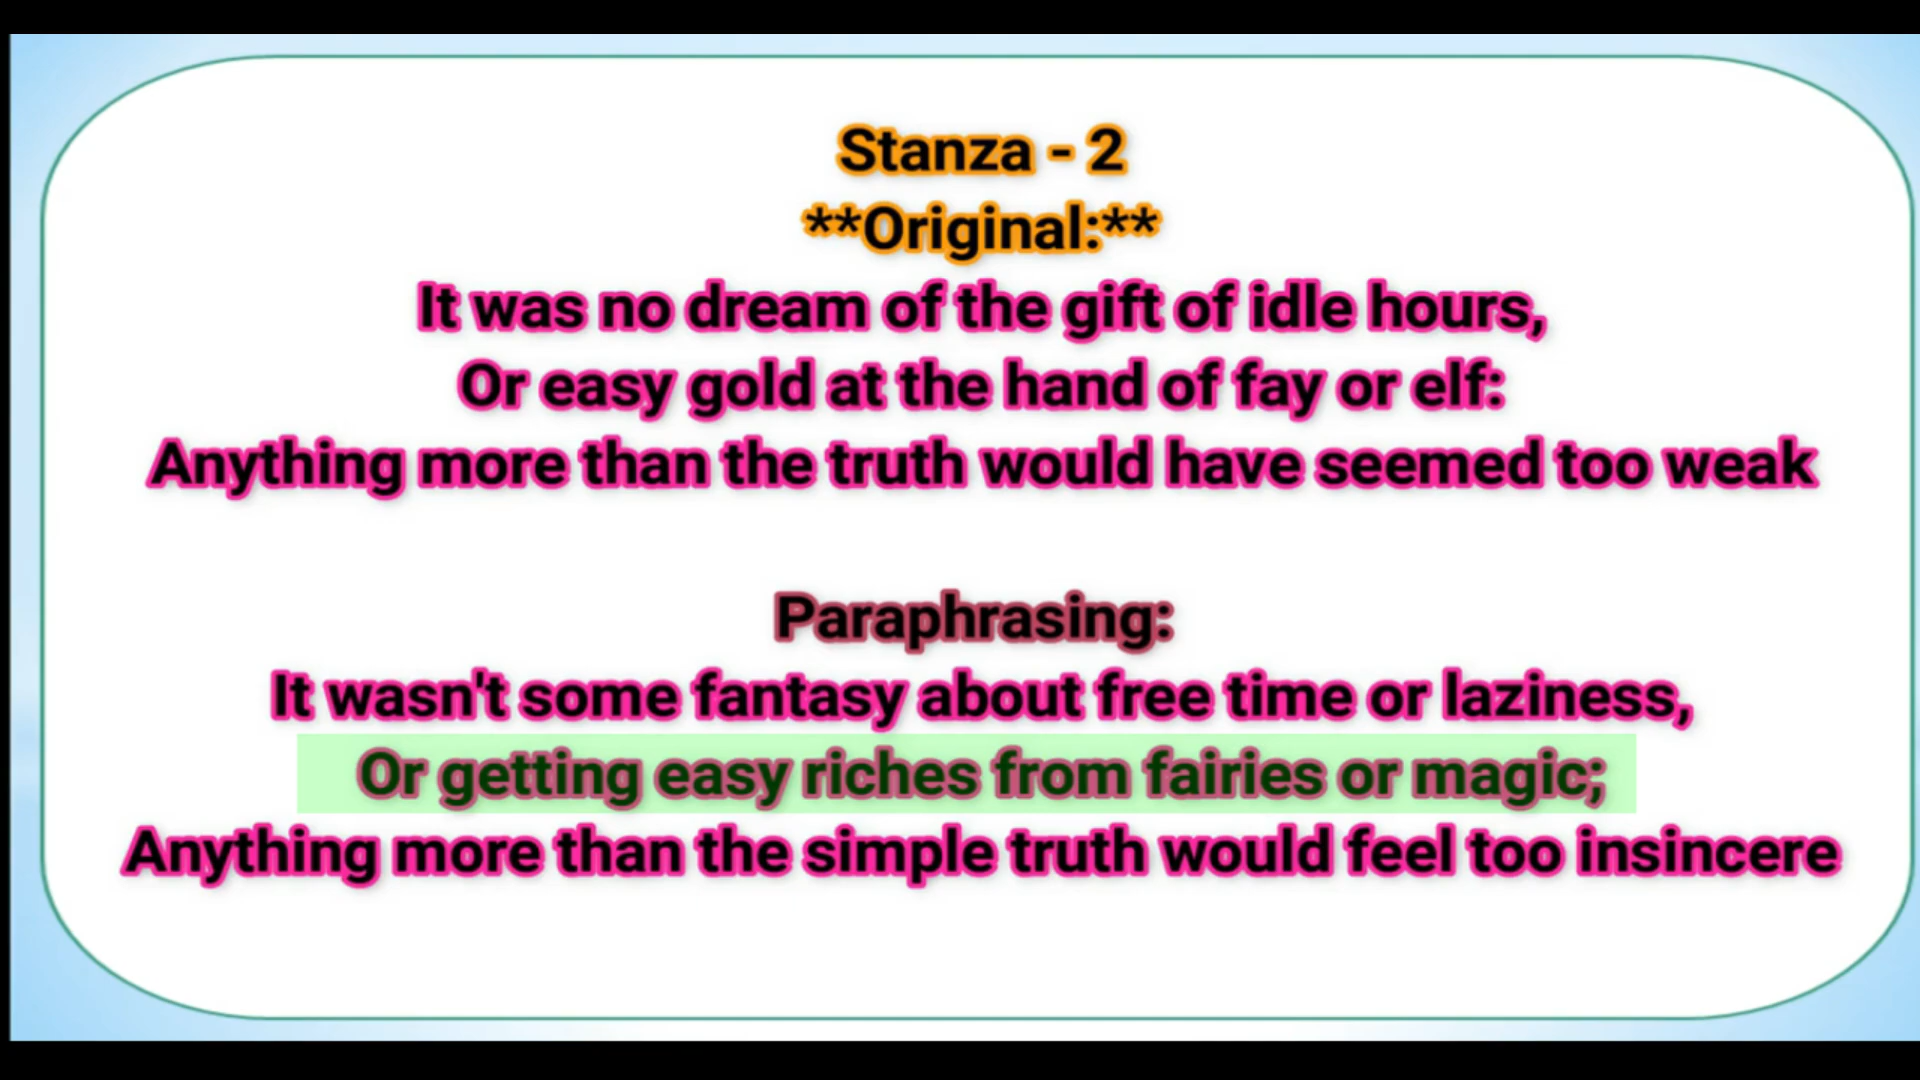 Stanza - 2
**Original:**
It was no dream of the gift of idle hours,
Or easy gold at the hand of fay or elf:
Anything more than the truth would have seemed too weak
Paraphrasing:
It wasn't some fantasy about free time or laziness,
Or getting easy riches from fairies or magic;
Anything more than the simple truth would feel too insincere